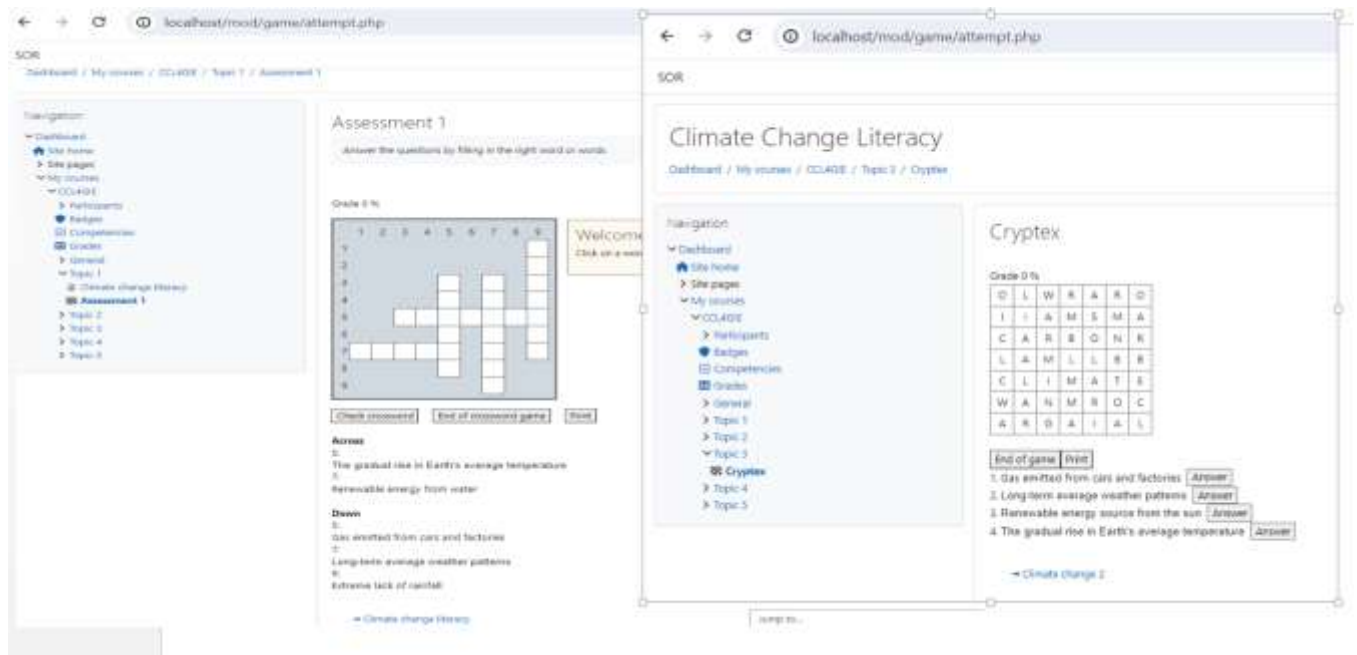 localhost/mod/game/attempt.php
SOR
Dashboard / My courses / CCL4GIE / Topic 1 / Assessment 1
Navigation
Dashboard
Site home
Site pages
My courses
CCL4GIE
Participants
Badges
Competencies
Grades
General
Topic 1
Climate change literacy
Assessment 1
Topic 2
Topic 3
Topic 4
Topic 5
Assessment 1
Answer the questions by filling in the right word or words.
Grade 0 %
1 2 3 4 5 6 7 8 9
1
2
3
4
5
6
7
8
9
Welcome
Click on a
Check crossword End of crossword game Print
Across
5:
The gradual rise in Earth's average temperature
7:
Renewable energy from water
Down
5:
Gas emitted from cars and factories
7:
Long-term average weather patterns
9:
Extreme lack of rainfall
Climate change literacy
Jump to...
localhost/mod/game/attempt.php
SOR
Climate Change Literacy
Dashboard / My courses / CCL4GIE / Topic 3 / Cryptex
Navigation
Dashboard
Site home
Site pages
My courses
CCL4GIE
Participants
Badges
Competencies
Grades
General
Topic 1
Topic 2
Topic 3
Cryptex
Topic 4
Topic 5
Cryptex
Grade 0 %
O L W R A R O
I I A M S M A
C A R B O N R
L A M L L R R
C L I M A T E
W A N M R O C
A R G A I A L
End of game Print
1. Gas emitted from cars and factories Answer
2. Long-term average weather patterns Answer
3. Renewable energy source from the sun Answer
4. The gradual rise in Earth's average temperature Answer
Climate change 2